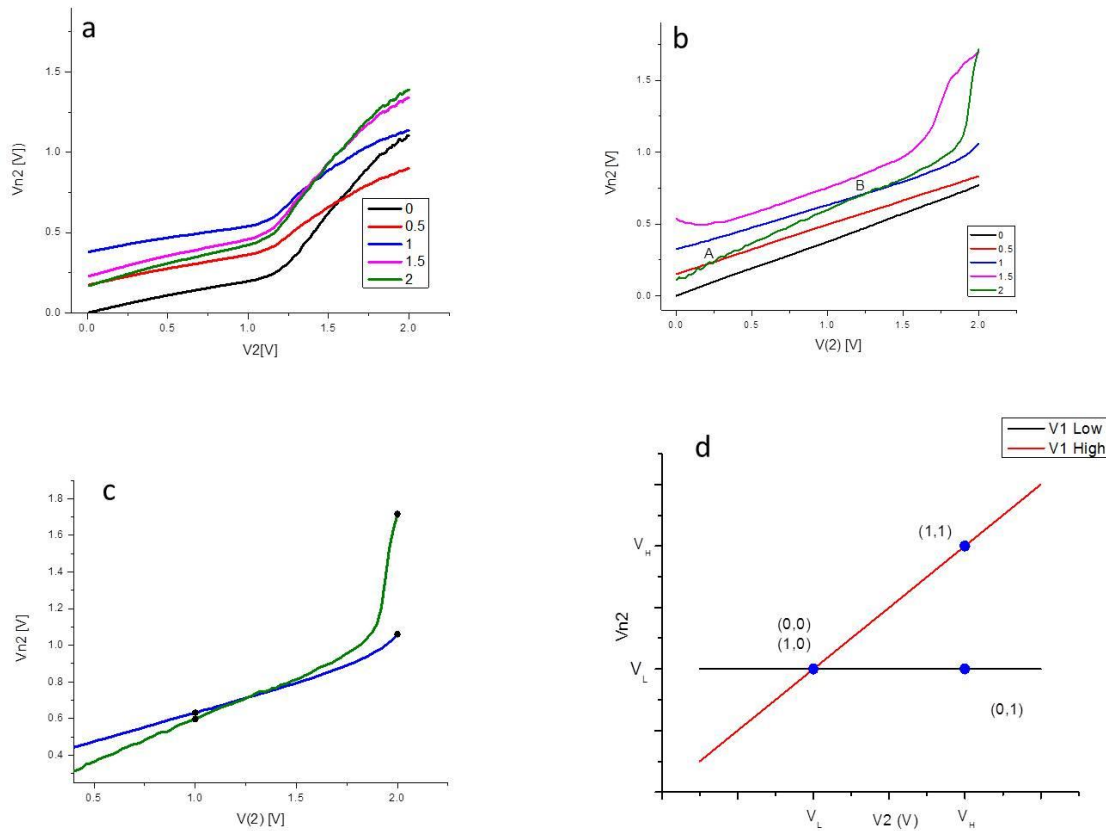 a
1.5
1.0
0.5
0.0
Vn2 [V])
0.0 0.5 1.0 1.5 2.0
V2[V]
0
0.5
1
1.5
2
b
1.5
1.0
0.5
0.0
Vn2 [V]
A
B
0.0 0.5 1.0 1.5 2.0
V(2) [V]
0
0.5
1
1.5
2
c
1.8
1.6
1.4
1.2
1.0
0.8
0.6
0.4
Vn2 [V]
0.5 1.0 1.5 2.0
V(2) [V]
d
V1 Low
V1 High
(1,1)
(0,0)
(1,0)
(0,1)
V_H
V_L
Vn2
V_L V2 (V) V_H